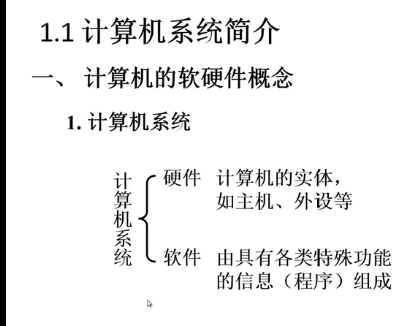 1.1 计算机系统简介
一、 计算机的软硬件概念
1. 计算机系统
计算机系统
硬件 计算机的实体，
如主机、外设等
软件 由具有各类特殊功能
的信息（程序）组成